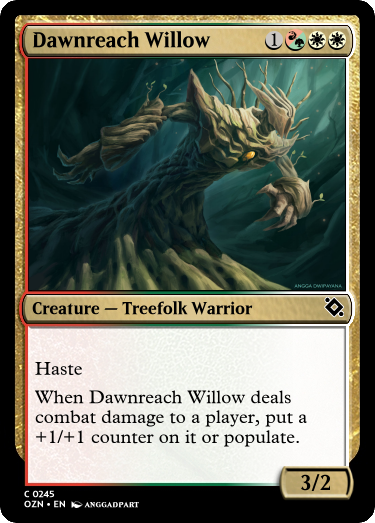 Dawnreach Willow 1
ANGGA DWIPAYANA
Creature — Treefolk Warrior
Haste
When Dawnreach Willow deals
combat damage to a player, put a
+1/+1 counter on it or populate.
3/2
C 0245
OZN • EN ANGGADPART